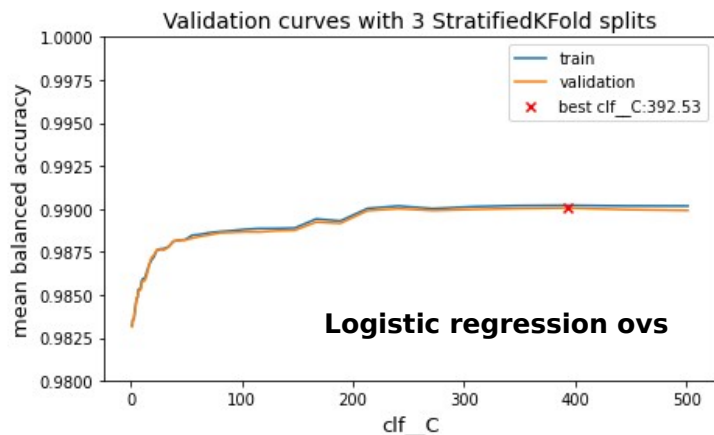 Validation curves with 3 StratifiedKFold splits
mean balanced accuracy
1.0000
0.9975
0.9950
0.9925
0.9900
0.9875
0.9850
0.9825
0.9800
train
validation
best clf__C:392.53
Logistic regression ovs
0 100 200 300 400 500
clf__C